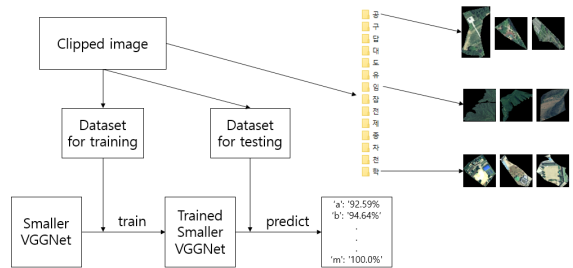 Clipped image
Dataset
for training
Dataset
for testing
Smaller
VGGNet
train
Trained
Smaller
VGGNet
predict
'a': '92.59%
'b': '94.64%'
.
.
.
'm': '100.0%'
공
구
답
대
도
유
임
잡
전
제
종
차
천
학